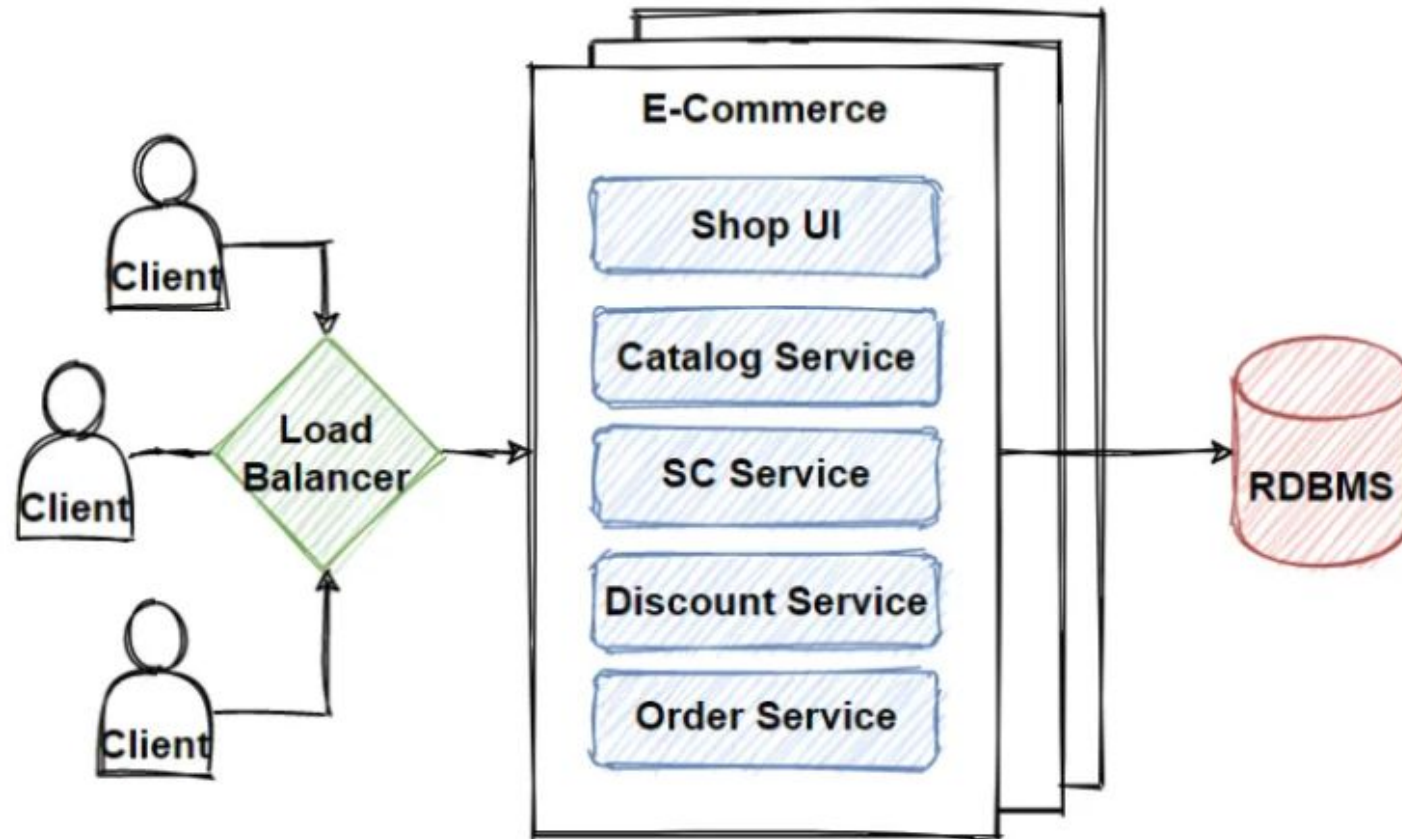 Client
Client
Client
Load
Balancer
E-Commerce
Shop UI
Catalog Service
SC Service
Discount Service
Order Service
RDBMS